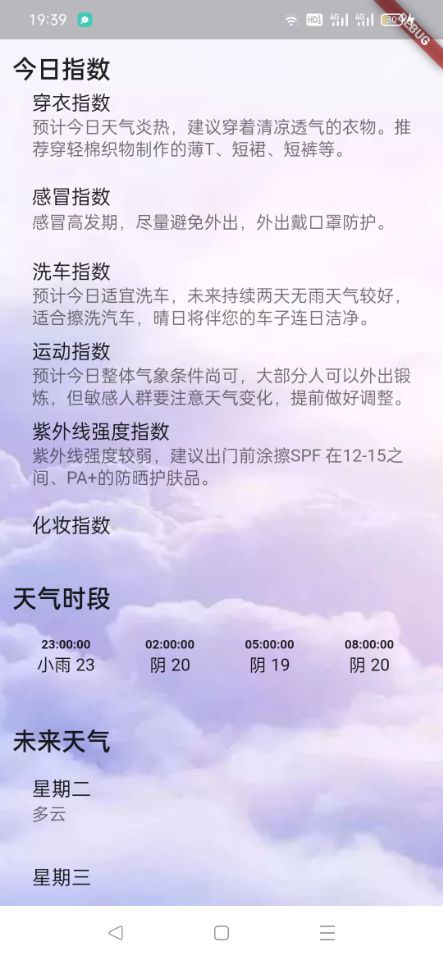 19:39
HD
4G
4G
30
今日指数
穿衣指数
预计今日天气炎热，建议穿着清凉透气的衣物。推
荐穿轻棉织物制作的薄T、短裙、短裤等。
感冒指数
感冒高发期，尽量避免外出，外出戴口罩防护。
洗车指数
预计今日适宜洗车，未来持续两天无雨天气较好，
适合擦洗汽车，晴日将伴您的车子连日洁净。
运动指数
预计今日整体气象条件尚可，大部分人可以外出锻
炼，但敏感人群要注意天气变化，提前做好调整。
紫外线强度指数
紫外线强度较弱，建议出门前涂擦SPF 在12-15之
间、PA+的防晒护肤品。
化妆指数
天气时段
23:00:00 02:00:00 05:00:00 08:00:00
小雨 23 阴 20 阴 19 阴 20
未来天气
星期二
多云
星期三